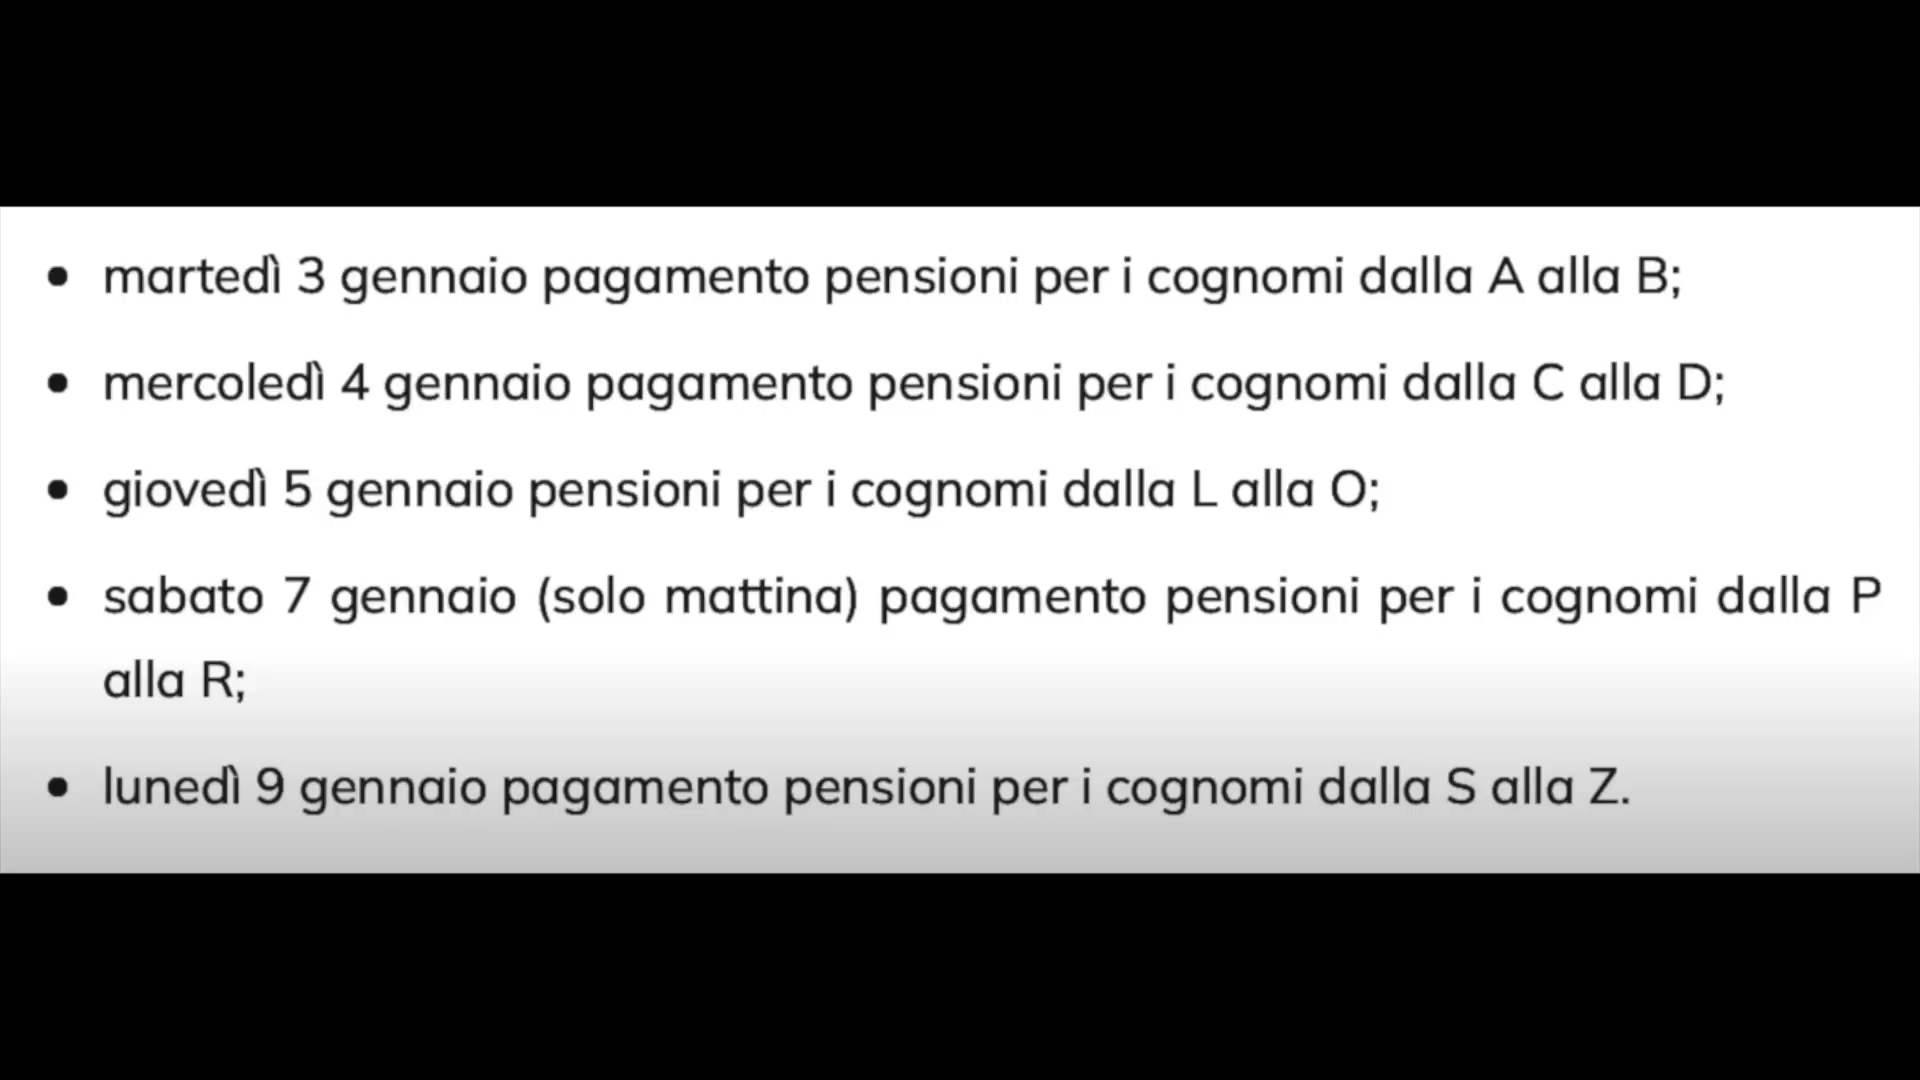 • martedì 3 gennaio pagamento pensioni per i cognomi dalla A alla B;
• mercoledì 4 gennaio pagamento pensioni per i cognomi dalla C alla D;
• giovedì 5 gennaio pensioni per i cognomi dalla L alla O;
• sabato 7 gennaio (solo mattina) pagamento pensioni per i cognomi dalla P
alla R;
• lunedì 9 gennaio pagamento pensioni per i cognomi dalla S alla Z.